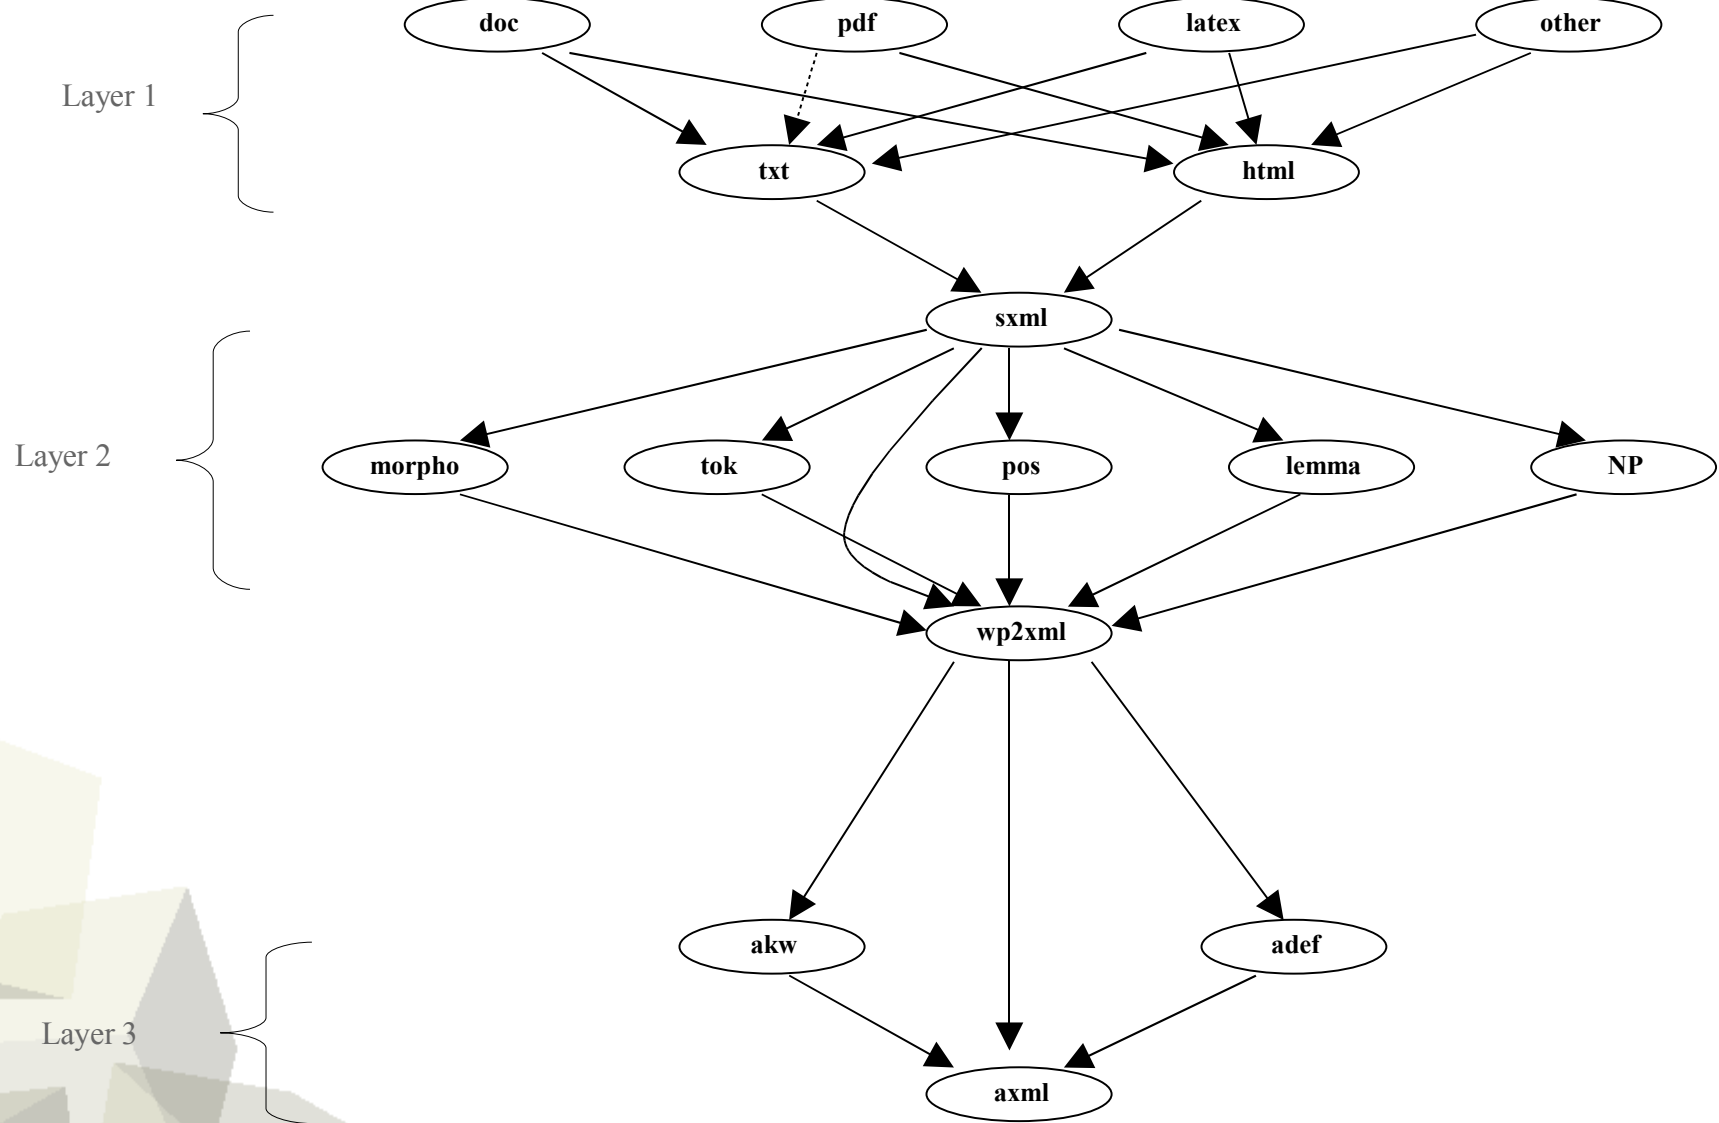 doc
pdf
latex
other
Layer 1
txt
html
sxml
Layer 2
morpho
tok
pos
lemma
NP
wp2xml
akw
adef
Layer 3
axml